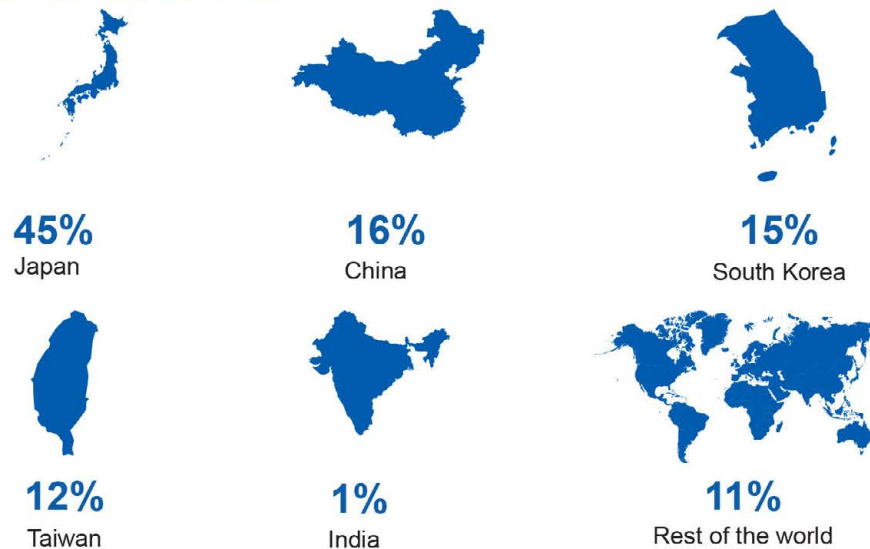 45%
Japan
16%
China
15%
South Korea
12%
Taiwan
1%
India
11%
Rest of the world